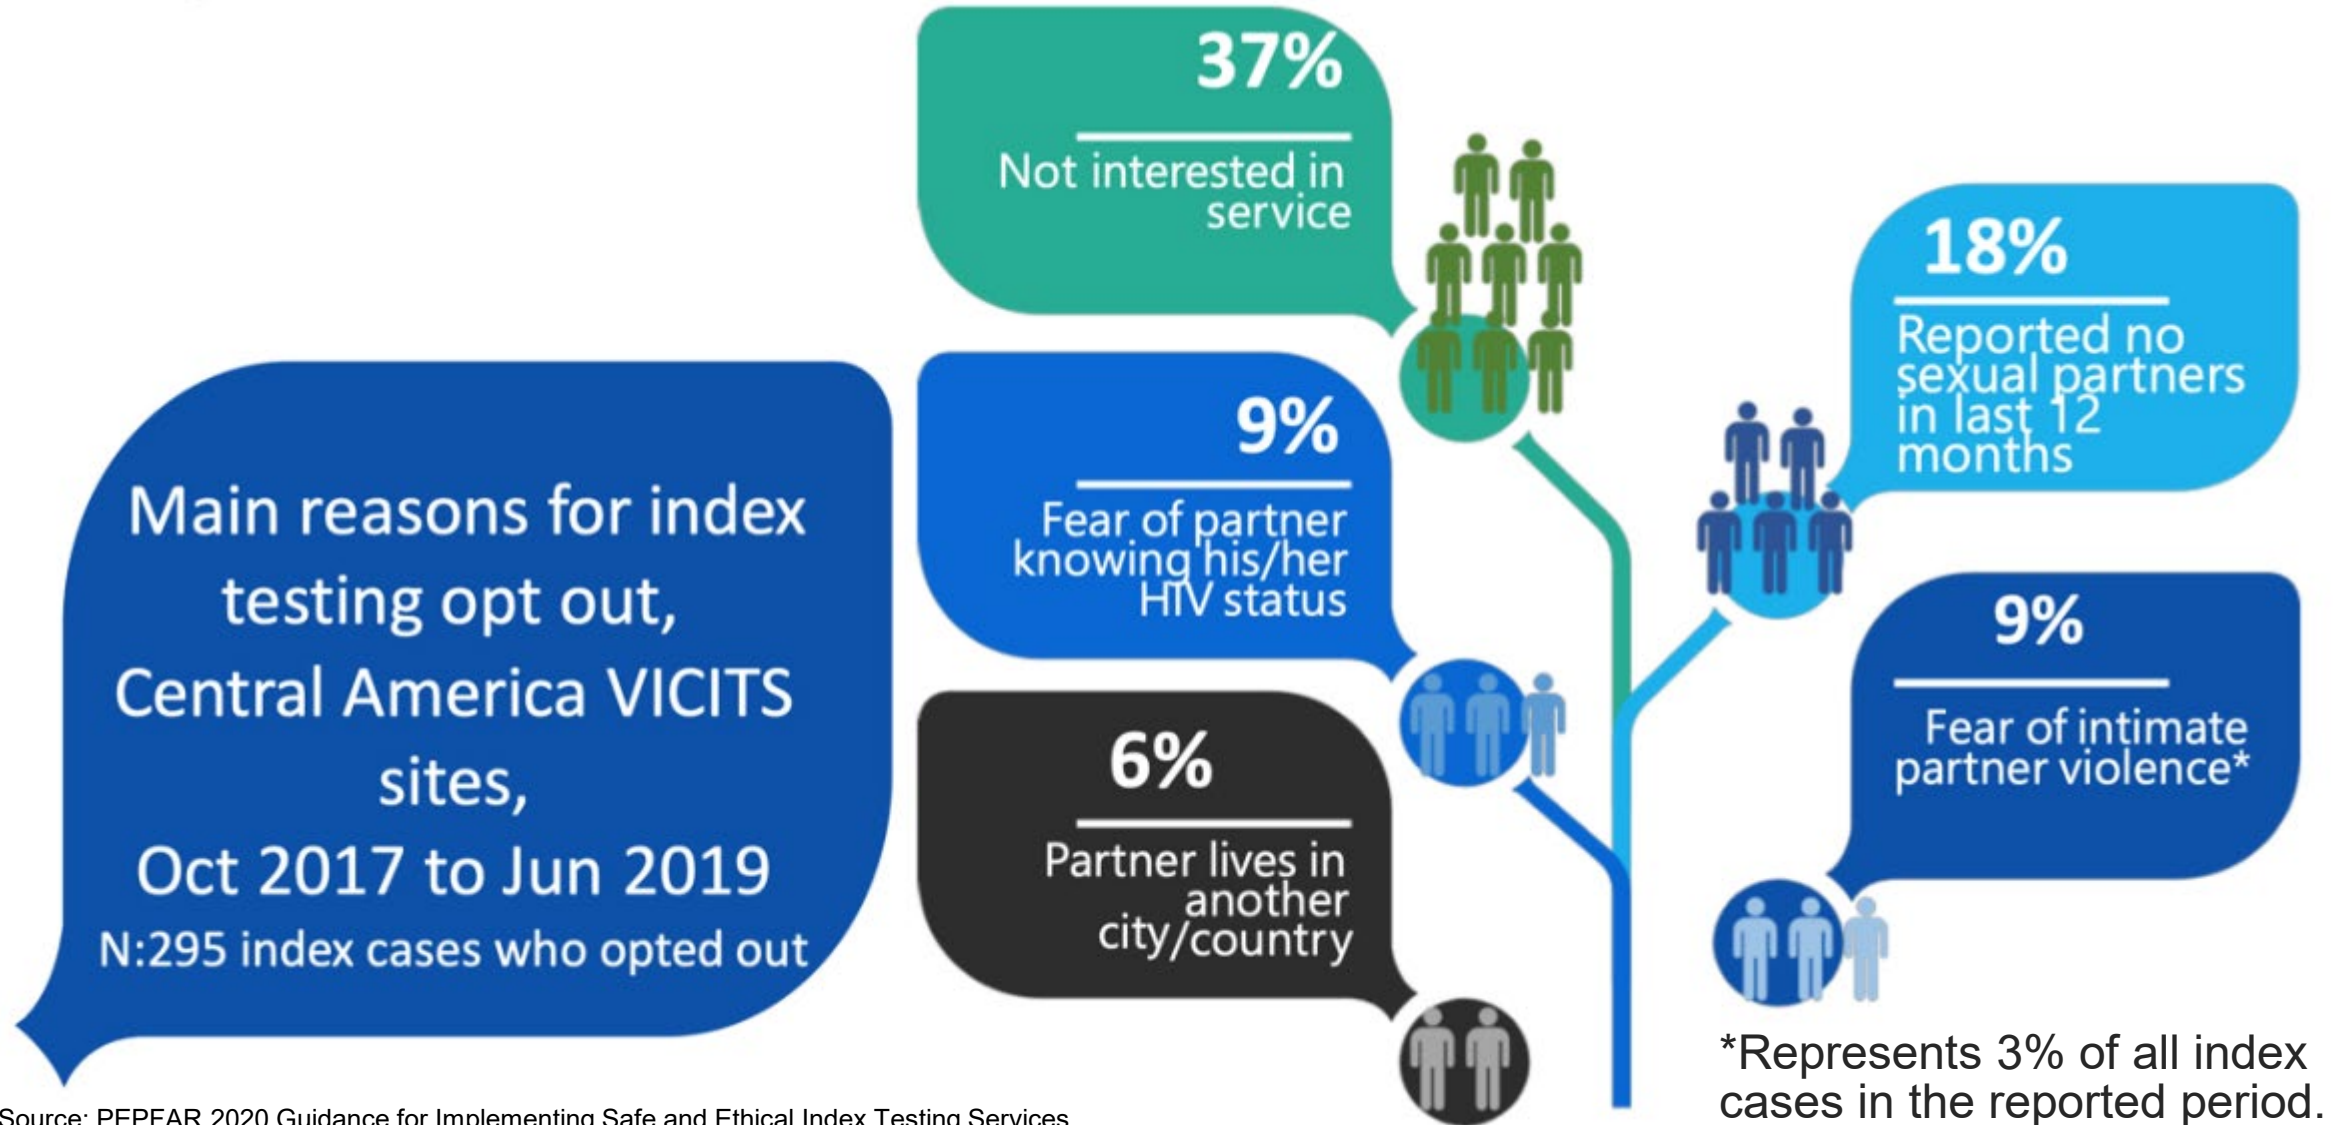 Main reasons for index
testing opt out,
Central America VICITS
sites,
Oct 2017 to Jun 2019
N:295 index cases who opted out
37%
Not interested in
service
9%
Fear of partner
knowing his/her
HIV status
6%
Partner lives in
another
city/country
18%
Reported no
sexual partners
in last 12
months
9%
Fear of intimate
partner violence*
*Represents 3% of all index
cases in the reported period.
Source: PEPFAR 2020 Guidance for Implementing Safe and Ethical Index Testing Services